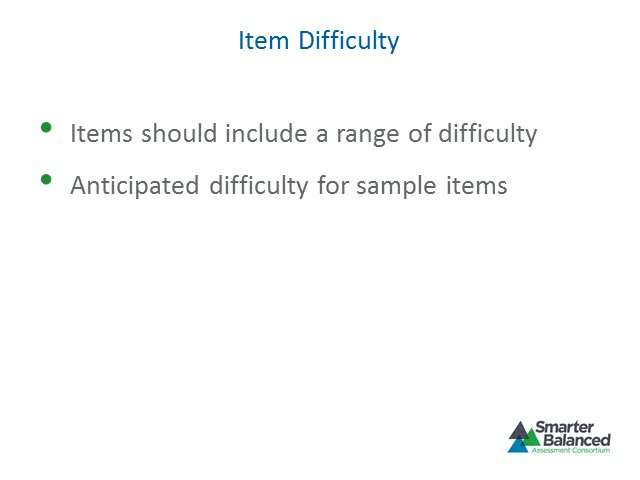 Item Difficulty
• Items should include a range of difficulty
• Anticipated difficulty for sample items
Smarter
Balanced
Assessment Consortium